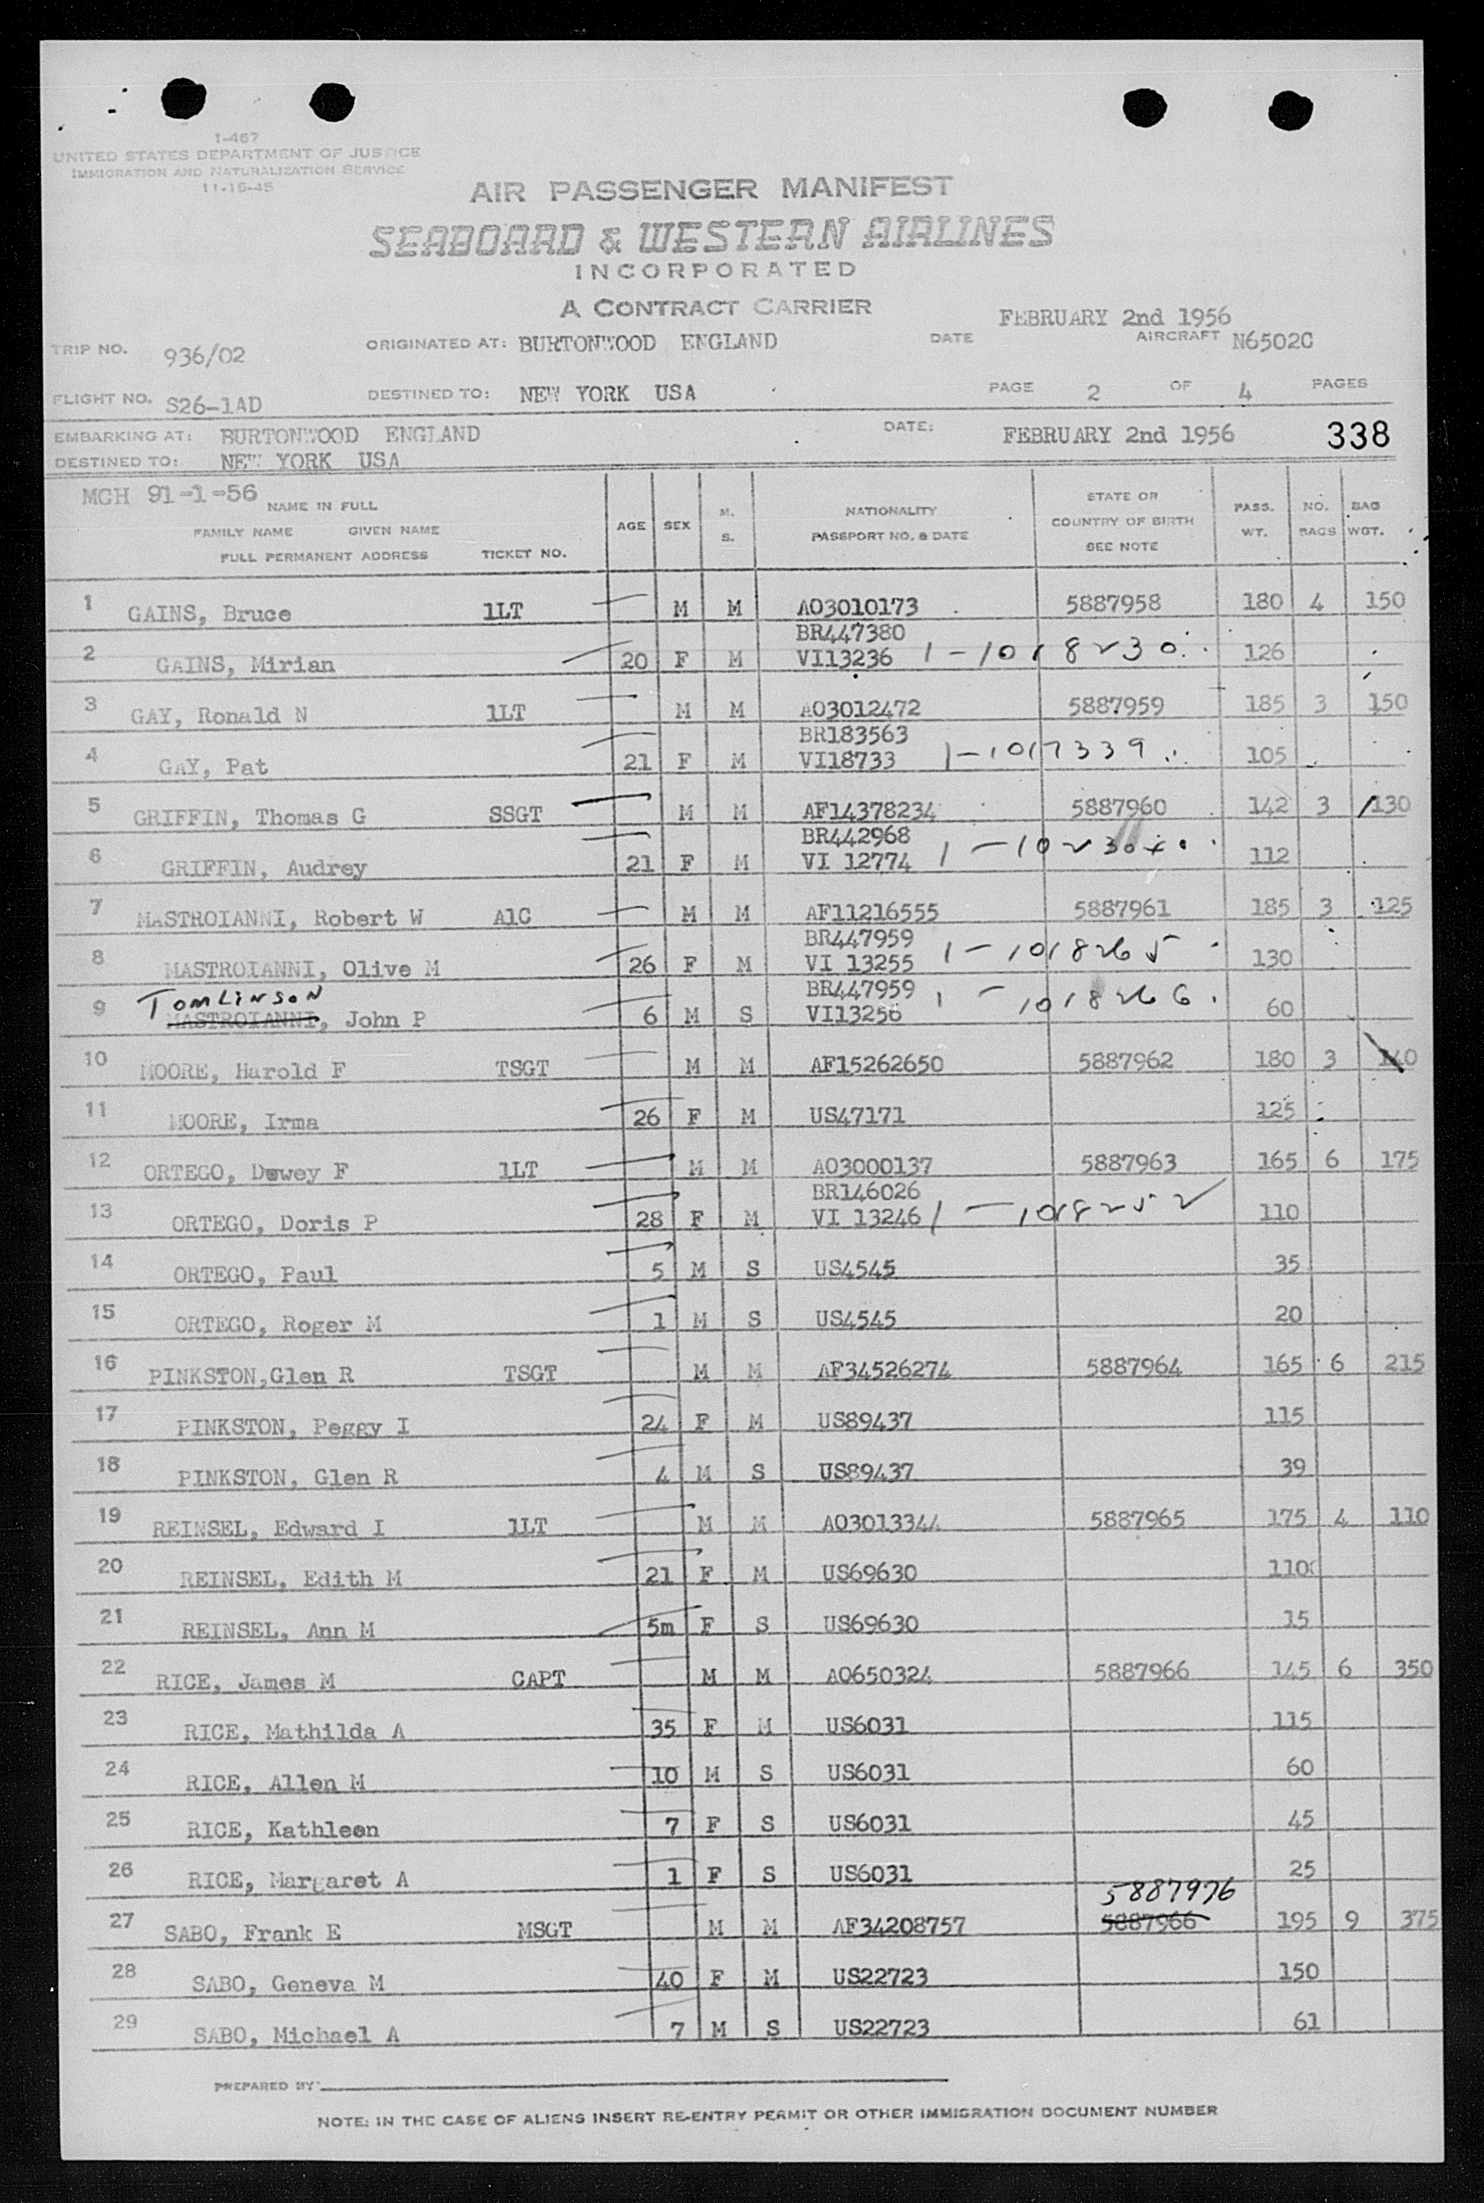 1-467
UNITED STATES DEPARTMENT OF JUSTICE
IMMIGRATION AND NATURALIZATION SERVICE
11-15-45
AIR PASSENGER MANIFEST
SEABOARD & WESTERN AIRLINES
INCORPORATED
A CONTRACT CARRIER
FEBRUARY 2nd 1956
TRIP NO. 936/02 ORIGINATED AT: BURTONWOOD ENGLAND DATE AIRCRAFT N6502C
FLIGHT NO. S26-1AD DESTINED TO: NEW YORK USA PAGE 2 OF 4 PAGES
EMBARKING AT: BURTONWOOD ENGLAND DATE: FEBRUARY 2nd 1956 338
DESTINED TO: NEW YORK USA
MCH 91-1-56 NAME IN FULL
FAMILY NAME GIVEN NAME
FULL PERMANENT ADDRESS TICKET NO. AGE SEX M. S. NATIONALITY PASSPORT NO. & DATE STATE OR COUNTRY OF BIRTH SEE NOTE PASS. WT. NO. BAGS BAG WGT.
1 GAINS, Bruce 1LT M M AO3010173 5887958 180 4 150
BR447380
2 GAINS, Mirian 20 F M VI13236 1-1018230 126
3 GAY, Ronald N 1LT M M AO3012472 5887959 185 3 150
BR183563
4 GAY, Pat 21 F M VI18733 1-1017339 105
5 GRIFFIN, Thomas G SSGT M M AF14378234 5887960 142 3 130
BR442968
6 GRIFFIN, Audrey 21 F M VI 12774 112
7 MASTROIANNI, Robert W A1C M M AF11216555 5887961 185 3 125
BR447959
8 MASTROIANNI, Olive M 26 F M VI 13255 1-1018265 130
TOMLINSON BR447959
9 MASTROIANNI, John P 6 M S VI13256 1-1018266 60
10 MOORE, Harold F TSGT M M AF15262650 5887962 180 3 140
11 MOORE, Irma 26 F M US47171 125
12 ORTEGO, Dewey F 1LT M M AO3000137 5887963 165 6 175
BR146026
13 ORTEGO, Doris P 28 F M VI 13246 1-1018252 110
14 ORTEGO, Paul 5 M S US4545 35
15 ORTEGO, Roger M 1 M S US4545 20
16 PINKSTON,Glen R TSGT M M AF34526274 5887964 165 6 215
17 PINKSTON, Peggy I 24 F M US89437 115
18 PINKSTON, Glen R 4 M S US89437 39
19 REINSEL, Edward I 1LT M M AO3013344 5887965 175 4 110
20 REINSEL, Edith M 21 F M US69630 110
21 REINSEL, Ann M 5m F S US69630 15
22 RICE, James M CAPT M M AO650324 5887966 145 6 350
23 RICE, Mathilda A 35 F M US6031 115
24 RICE, Allen M 10 M S US6031 60
25 RICE, Kathleen 7 F S US6031 45
26 RICE, Margaret A 1 F S US6031 25
5887976
27 SABO, Frank E MSGT M M AF34208757 5887966 195 9 375
28 SABO, Geneva M 40 F M US22723 150
29 SABO, Michael A 7 M S US22723 61
PREPARED BY:
NOTE: IN THE CASE OF ALIENS INSERT RE-ENTRY PERMIT OR OTHER IMMIGRATION DOCUMENT NUMBER